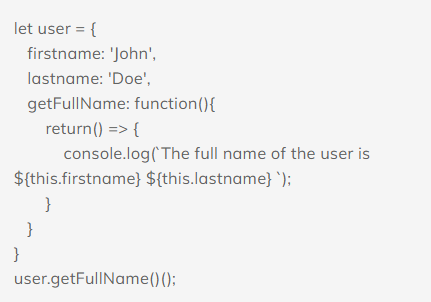 let user = {
firstname: 'John',
lastname: 'Doe',
getFullName: function(){
return() => {
console.log(`The full name of the user is
${this.firstname} ${this.lastname} `);
}
}
}
user.getFullName()();